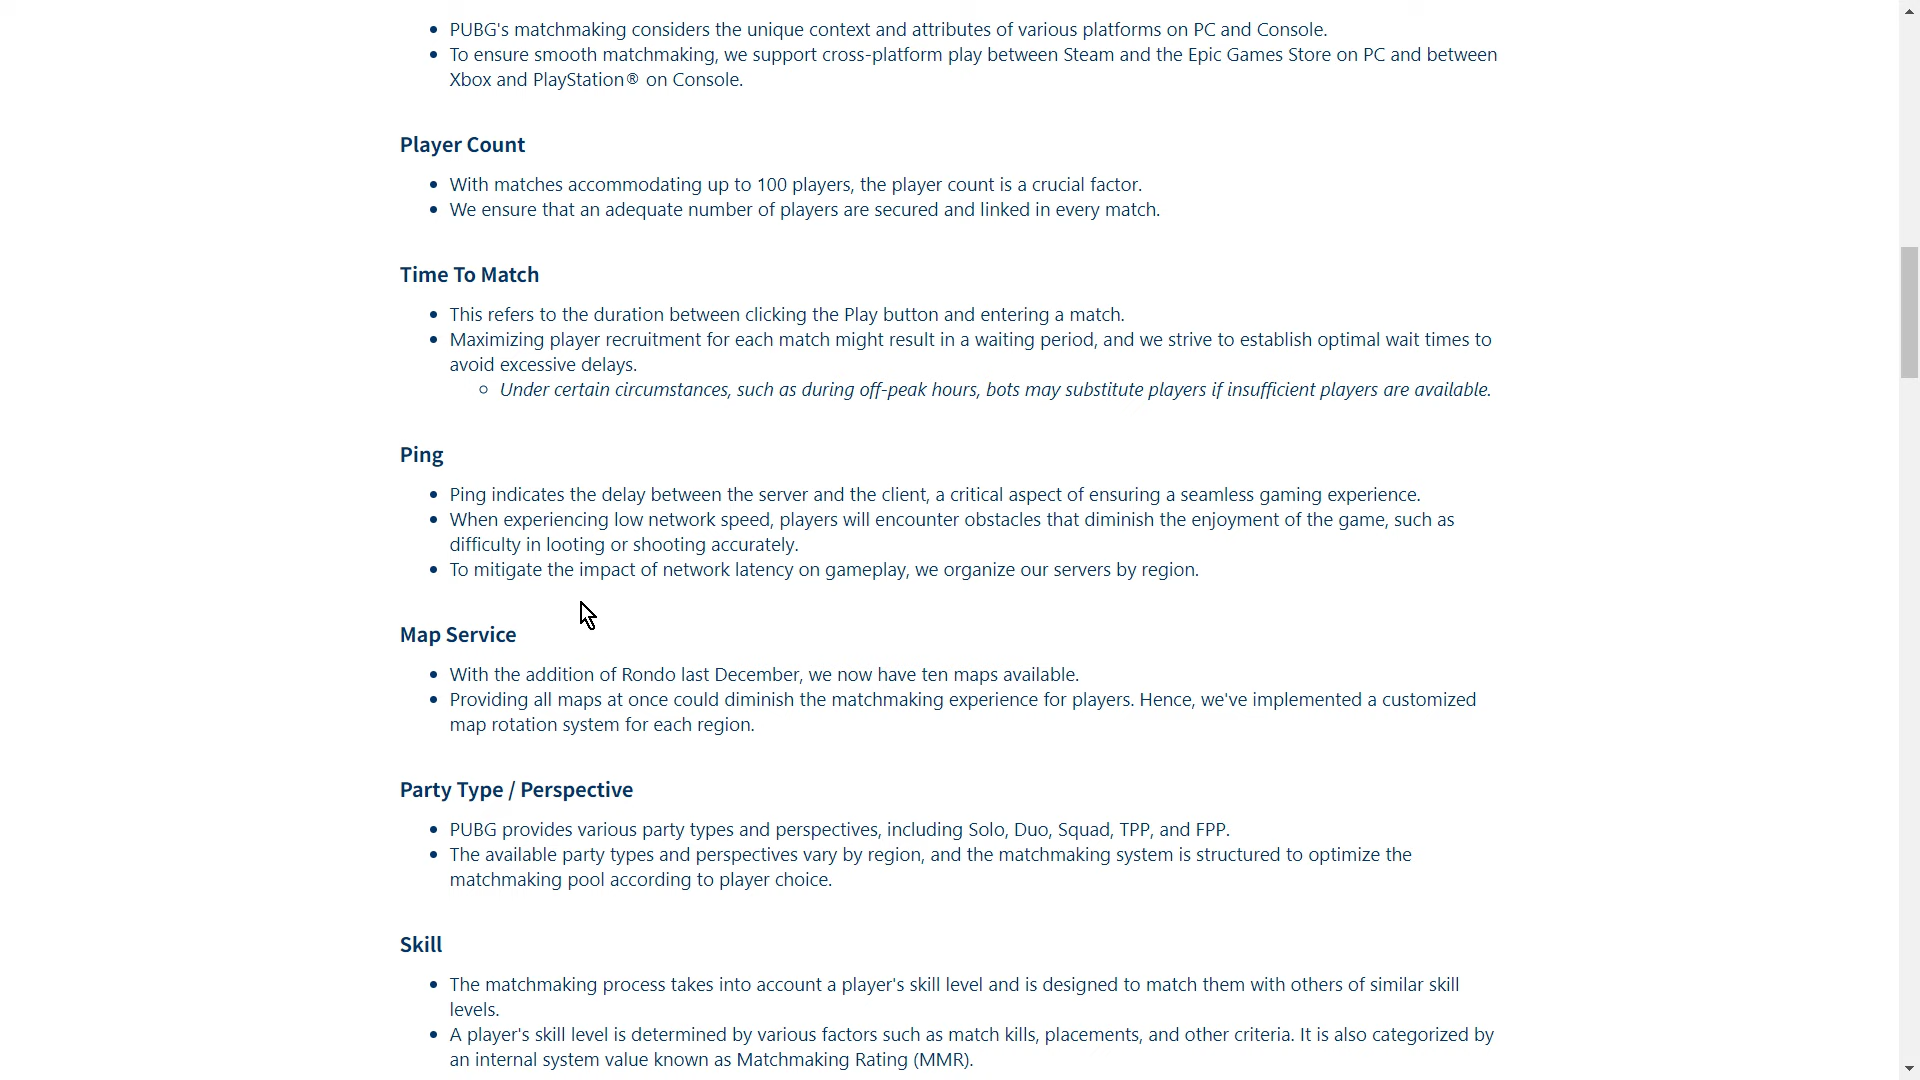 PUBG's matchmaking considers the unique context and attributes of various platforms on PC and Console.
To ensure smooth matchmaking, we support cross-platform play between Steam and the Epic Games Store on PC and between
Xbox and PlayStation® on Console.
Player Count
With matches accommodating up to 100 players, the player count is a crucial factor.
We ensure that an adequate number of players are secured and linked in every match.
Time To Match
This refers to the duration between clicking the Play button and entering a match.
Maximizing player recruitment for each match might result in a waiting period, and we strive to establish optimal wait times to
avoid excessive delays.
Under certain circumstances, such as during off-peak hours, bots may substitute players if insufficient players are available.
Ping
Ping indicates the delay between the server and the client, a critical aspect of ensuring a seamless gaming experience.
When experiencing low network speed, players will encounter obstacles that diminish the enjoyment of the game, such as
difficulty in looting or shooting accurately.
To mitigate the impact of network latency on gameplay, we organize our servers by region.
Map Service
With the addition of Rondo last December, we now have ten maps available.
Providing all maps at once could diminish the matchmaking experience for players. Hence, we've implemented a customized
map rotation system for each region.
Party Type / Perspective
PUBG provides various party types and perspectives, including Solo, Duo, Squad, TPP, and FPP.
The available party types and perspectives vary by region, and the matchmaking system is structured to optimize the
matchmaking pool according to player choice.
Skill
The matchmaking process takes into account a player's skill level and is designed to match them with others of similar skill
levels.
A player's skill level is determined by various factors such as match kills, placements, and other criteria. It is also categorized by
an internal system value known as Matchmaking Rating (MMR).